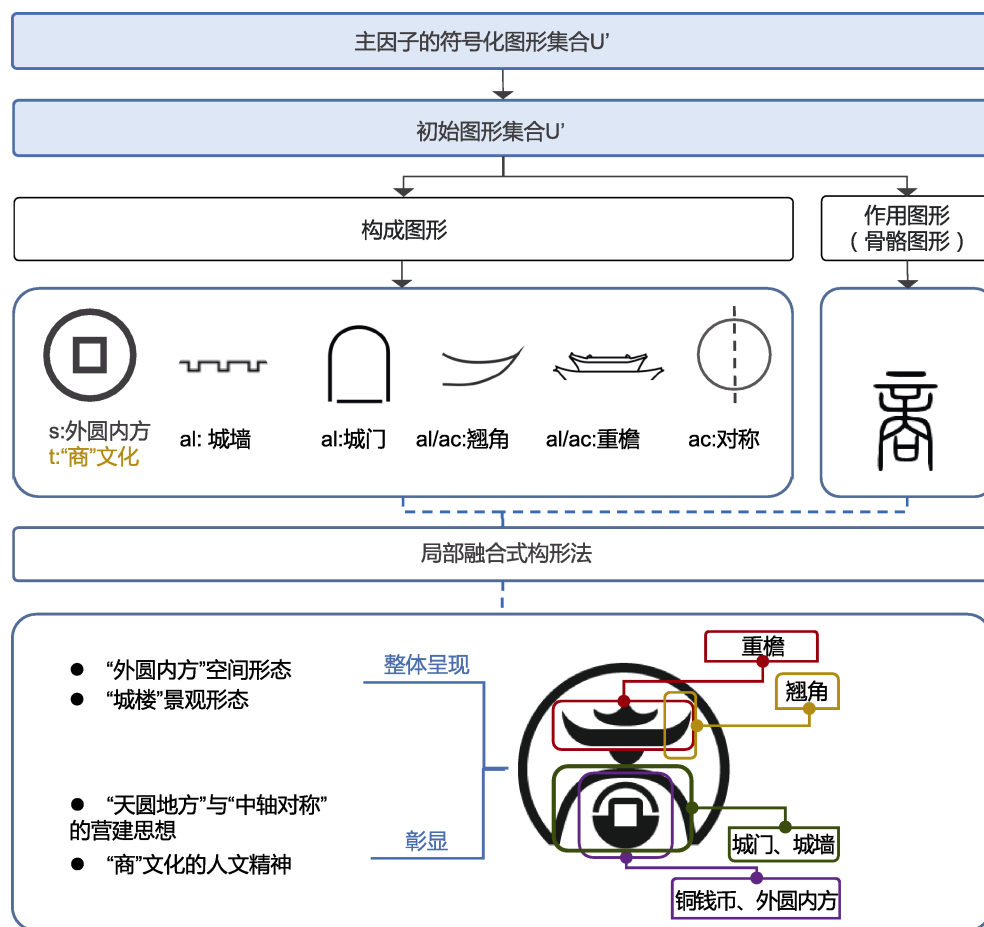 主因子的符号化图形集合U’
初始图形集合U’
构成图形
作用图形
（骨骼图形）
s:外圆内方
t:“商”文化
al: 城墙
al:城门
al/ac:翘角
al/ac:重檐
ac:对称
商
局部融合式构形法
“外圆内方”空间形态
“城楼”景观形态
整体呈现
“天圆地方”与“中轴对称”
的营建思想
“商”文化的人文精神
彰显
重檐
翘角
城门、城墙
铜钱币、外圆内方